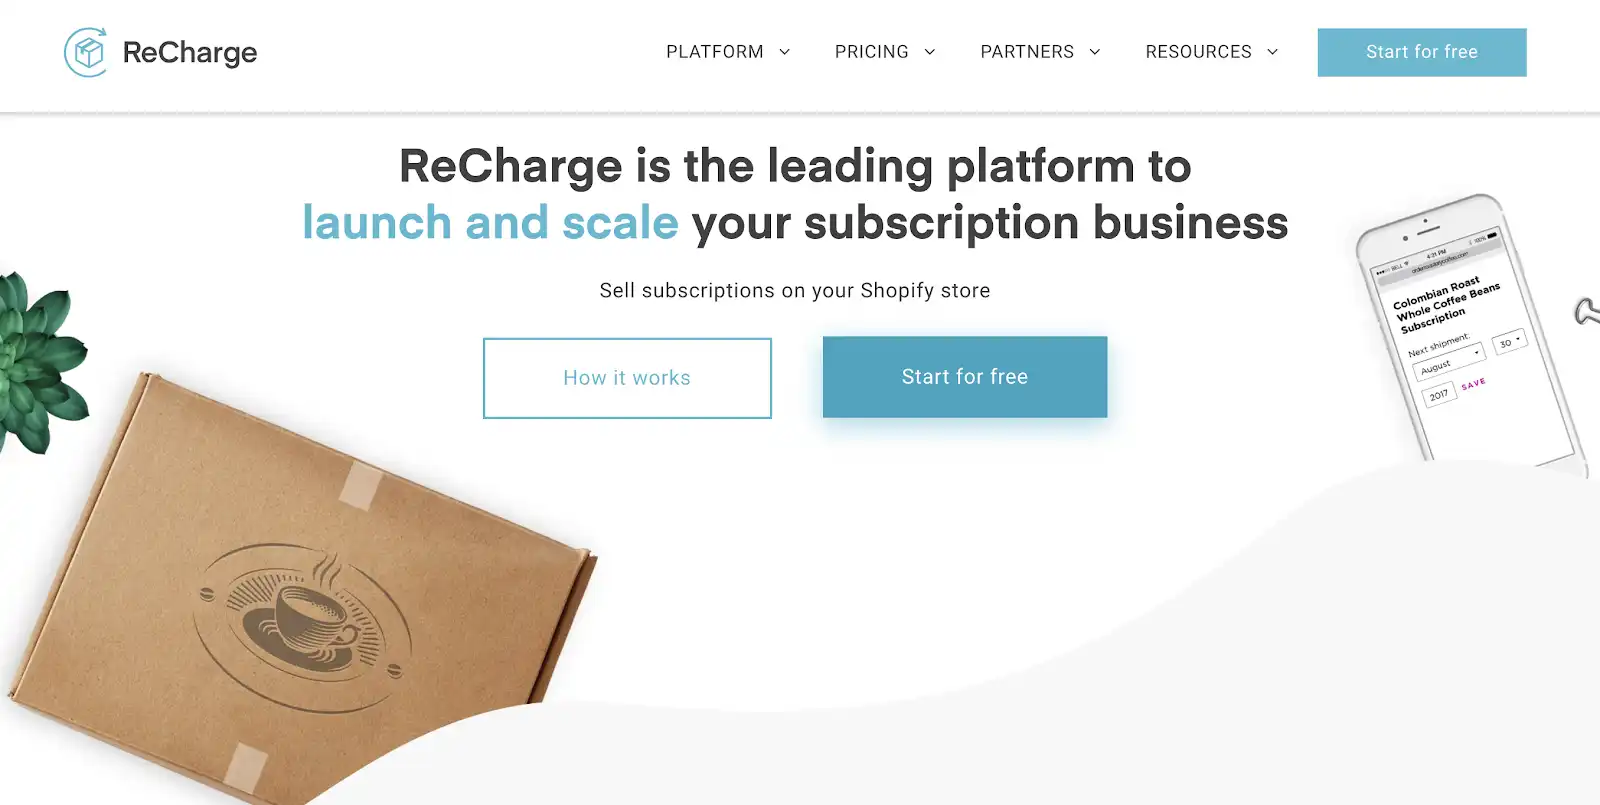 ReCharge
PLATFORM
PRICING
PARTNERS
RESOURCES
Start for free
ReCharge is the leading platform to
launch and scale your subscription business
Sell subscriptions on your Shopify store
How it works
Start for free
BELL
4:21 PM
100%
Colombian Roast
Whole Coffee Beans
Subscription
Next shipment:
August
30
2017
SAVE